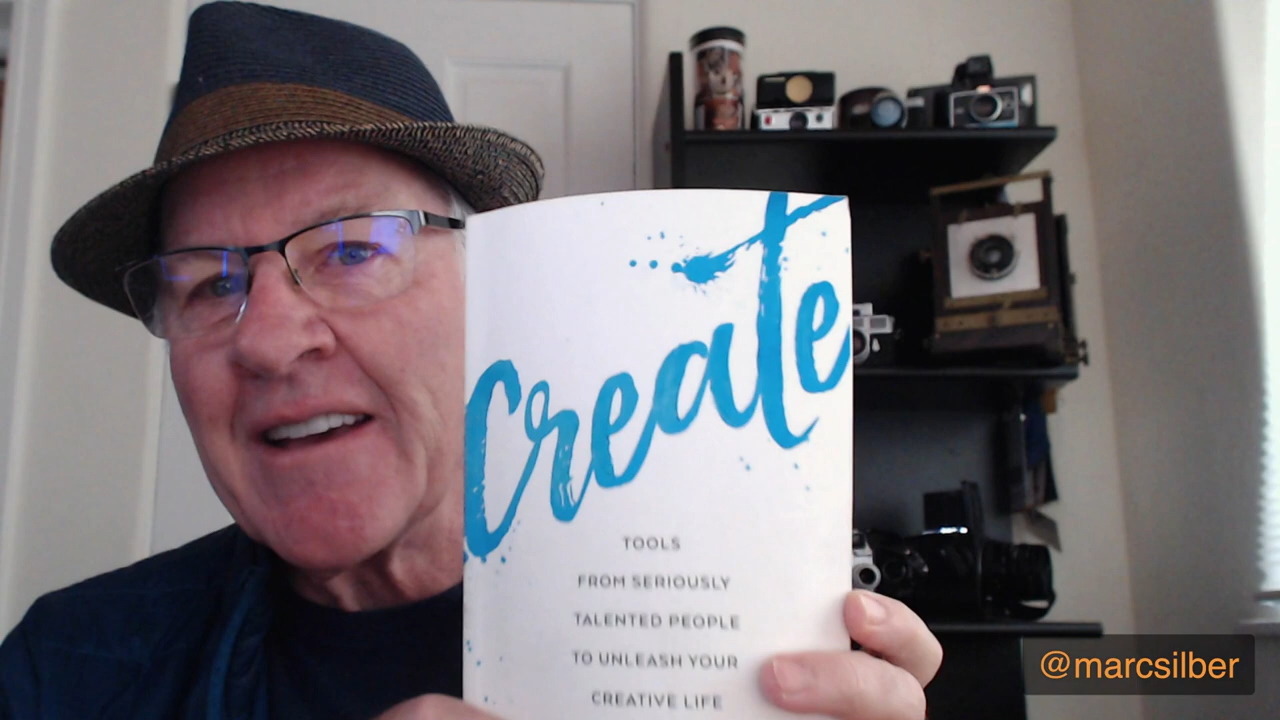 Create
TOOLS
FROM SERIOUSLY
TALENTED PEOPLE
TO UNLEASH YOUR
CREATIVE LIFE
@marcsilber